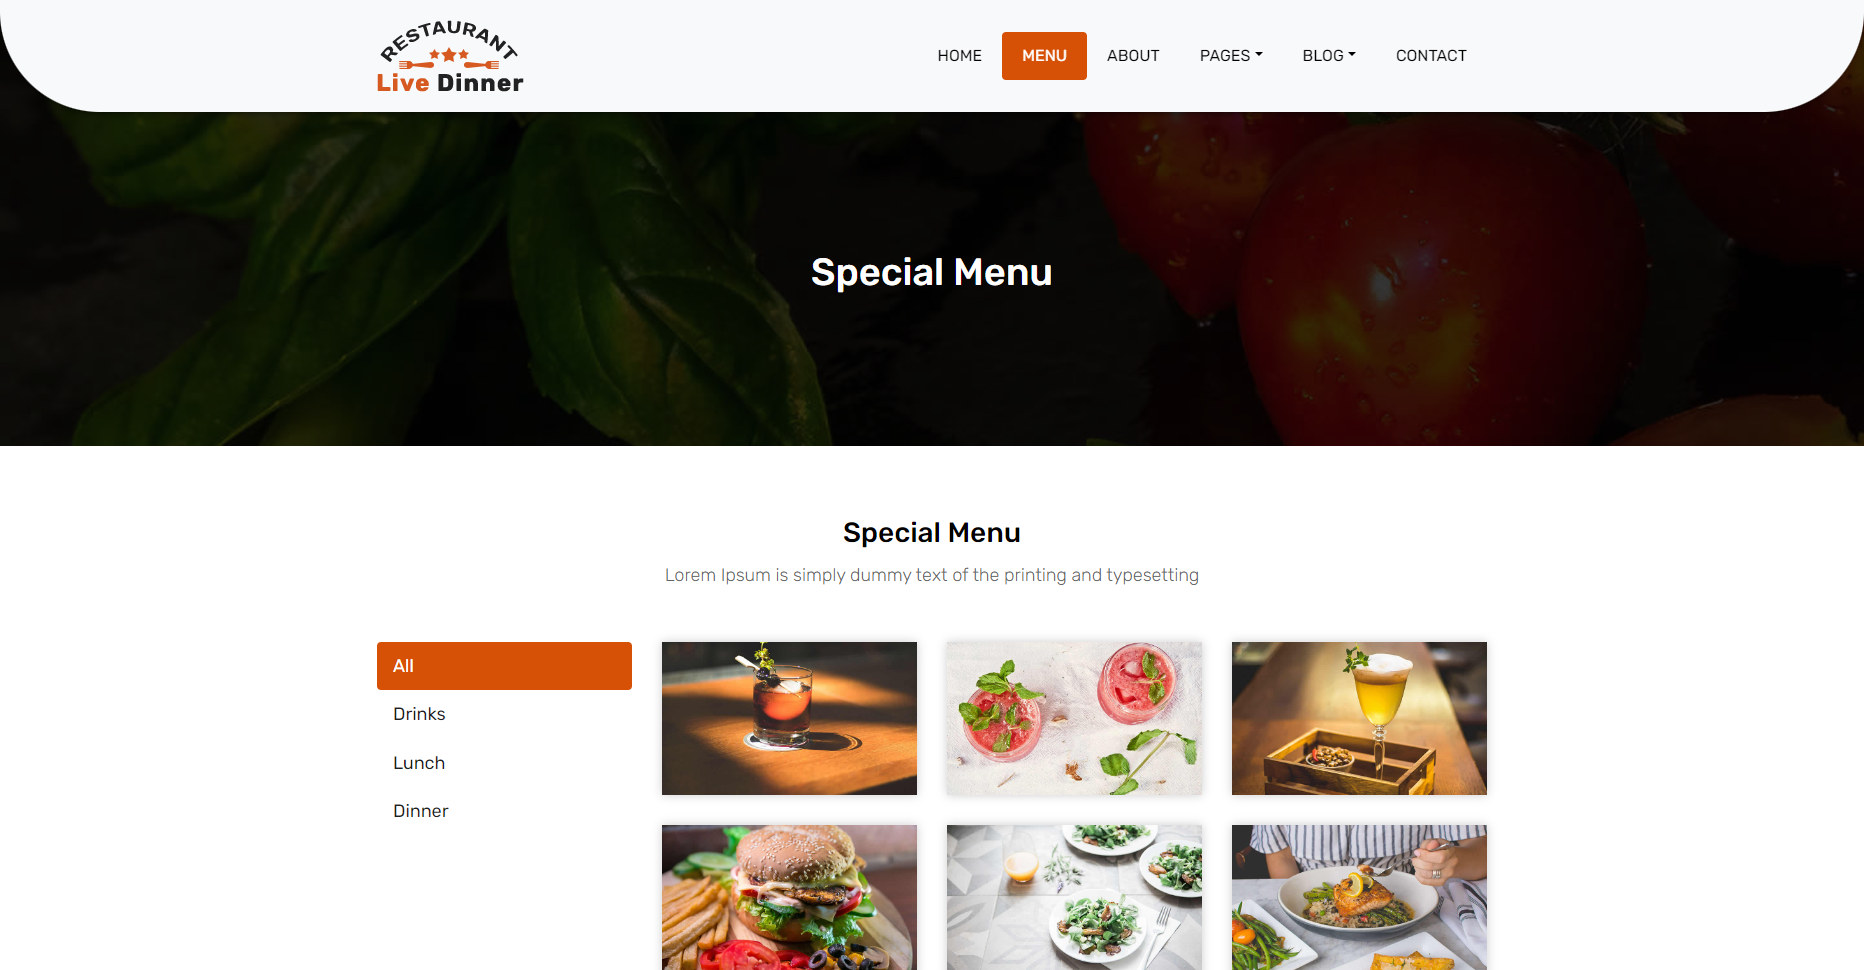 RESTAURANT
Live Dinner
HOME
MENU
ABOUT
PAGES
BLOG
CONTACT
Special Menu
Special Menu
Lorem Ipsum is simply dummy text of the printing and typesetting
All
Drinks
Lunch
Dinner